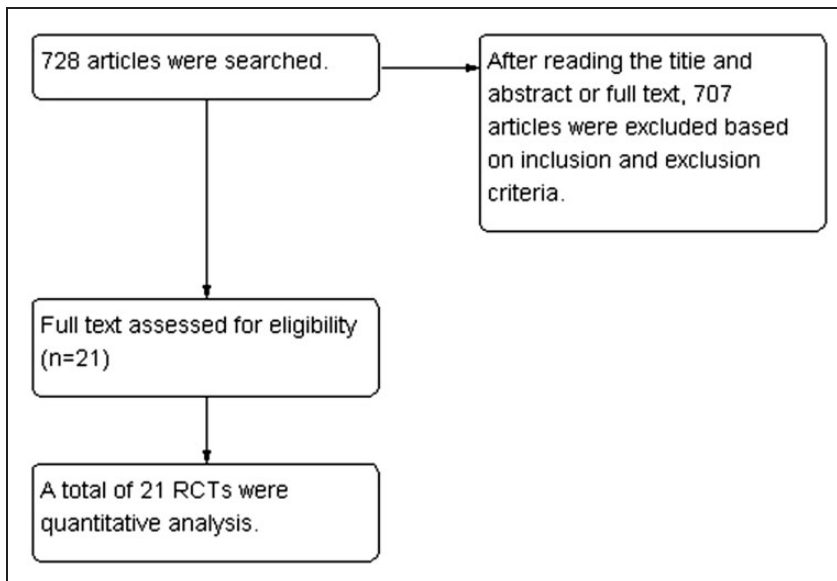 728 articles were searched.
After reading the titie and
abstract or full text, 707
articles were excluded based
on inclusion and exclusion
criteria.
Full text assessed for eligibility
(n=21)
A total of 21 RCTs were
quantitative analysis.